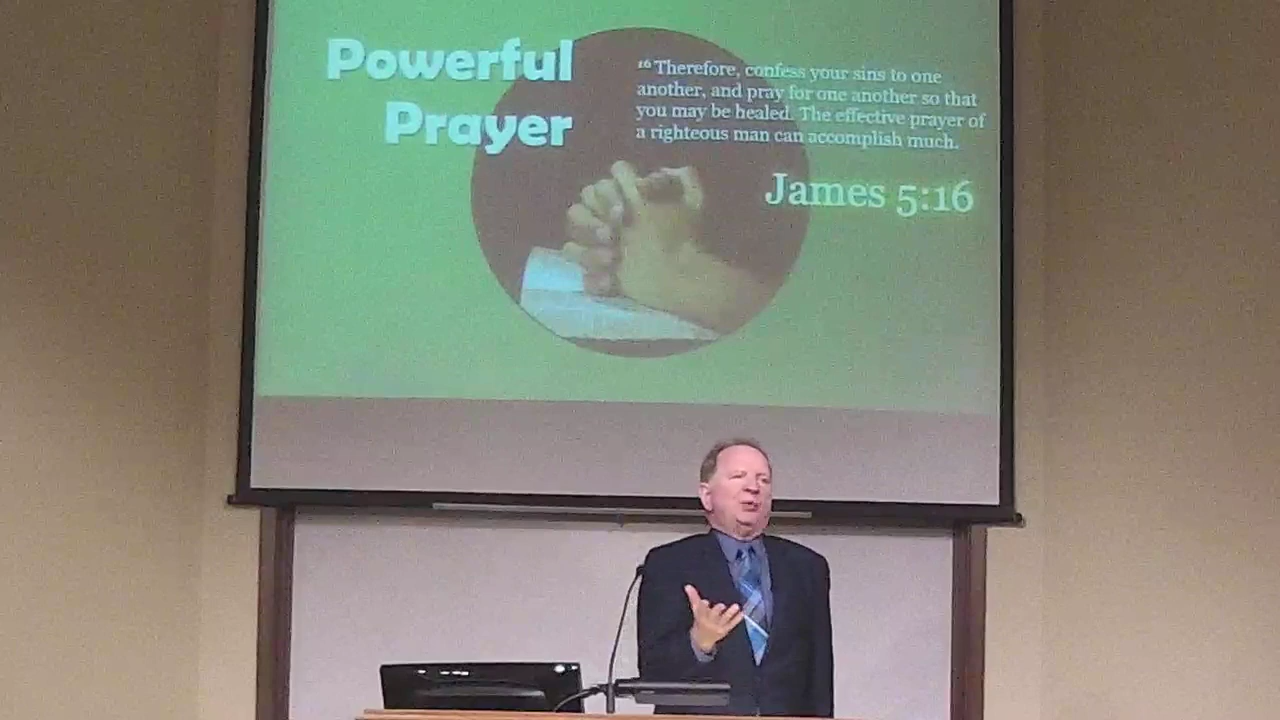 Powerful
Prayer
16 Therefore, confess your sins to one
another, and pray for one another so that
you may be healed. The effective prayer of
a righteous man can accomplish much.
James 5:16